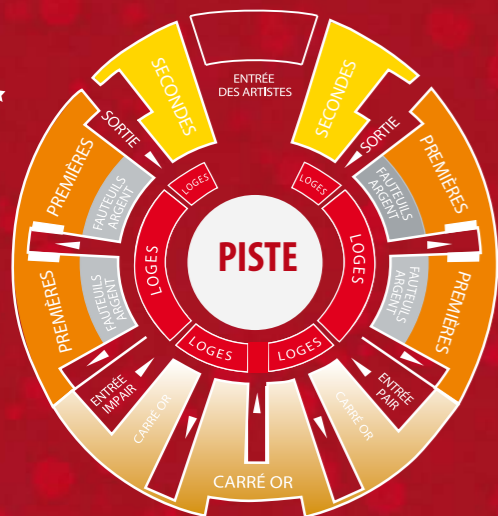 ENTRÉE
DES ARTISTES
SECONDES
SECONDES
SORTIE
SORTIE
PREMIÈRES
PREMIÈRES
FAUTEUILS
ARGENT
FAUTEUILS
ARGENT
LOGES
LOGES
PISTE
LOGES
LOGES
FAUTEUILS
ARGENT
FAUTEUILS
ARGENT
PREMIÈRES
PREMIÈRES
LOGES
LOGES
ENTRÉE
IMPAIR
ENTRÉE
PAIR
CARRÉ OR
CARRÉ OR
CARRÉ OR